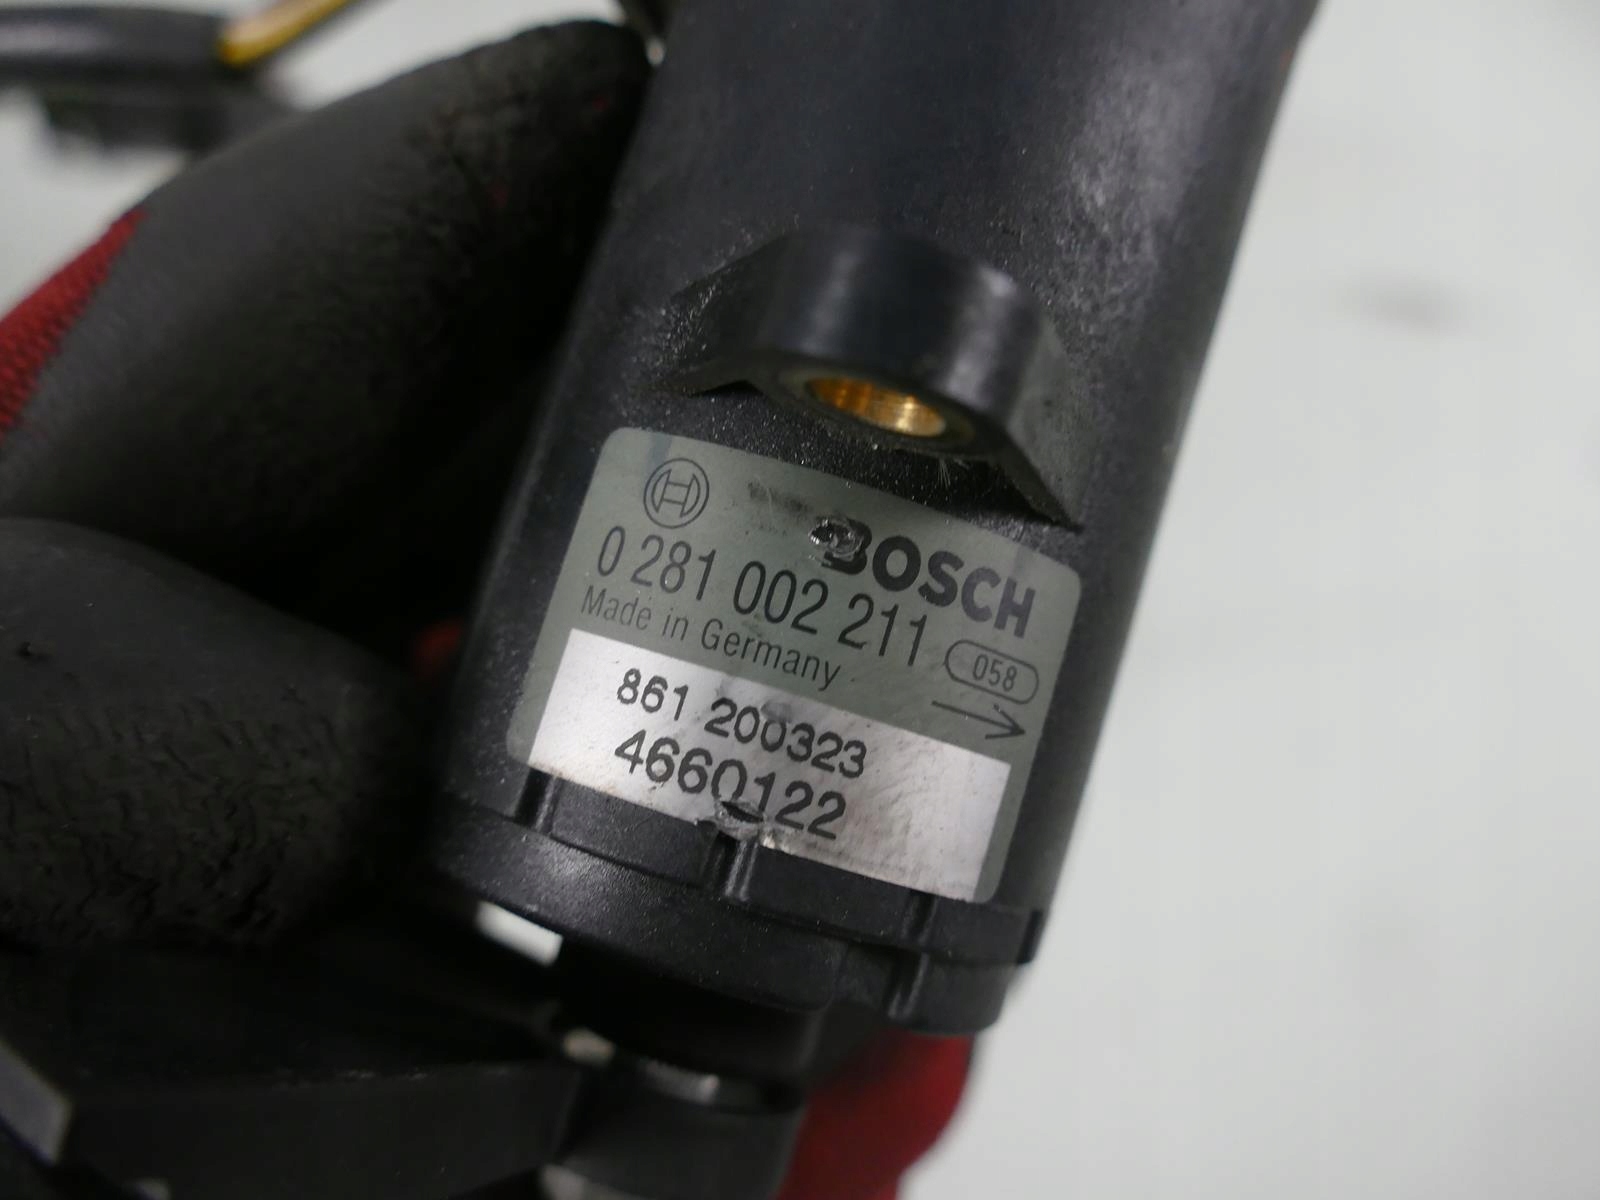 BOSCH
0 281 002 211 058
Made in Germany
861 200323
4660122